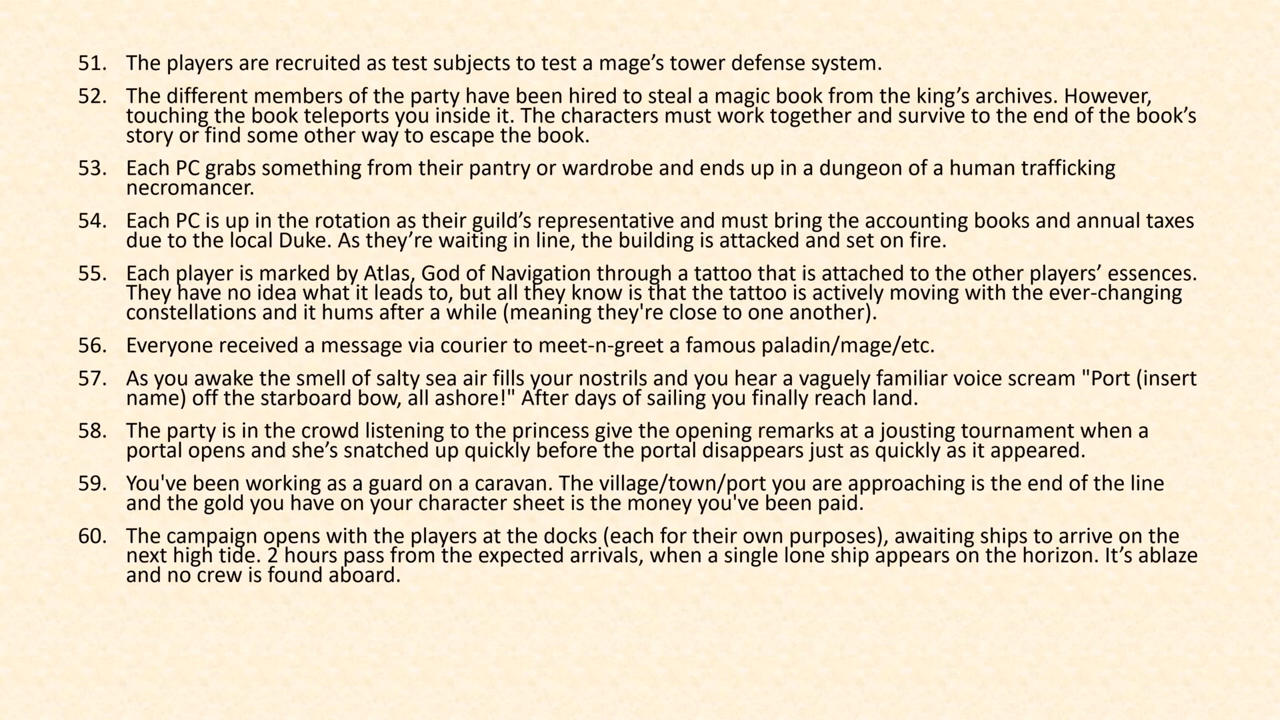 51. The players are recruited as test subjects to test a mage’s tower defense system.
52. The different members of the party have been hired to steal a magic book from the king’s archives. However,
touching the book teleports you inside it. The characters must work together and survive to the end of the book’s
story or find some other way to escape the book.
53. Each PC grabs something from their pantry or wardrobe and ends up in a dungeon of a human trafficking
necromancer.
54. Each PC is up in the rotation as their guild’s representative and must bring the accounting books and annual taxes
due to the local Duke. As they’re waiting in line, the building is attacked and set on fire.
55. Each player is marked by Atlas, God of Navigation through a tattoo that is attached to the other players’ essences.
They have no idea what it leads to, but all they know is that the tattoo is actively moving with the ever-changing
constellations and it hums after a while (meaning they're close to one another).
56. Everyone received a message via courier to meet-n-greet a famous paladin/mage/etc.
57. As you awake the smell of salty sea air fills your nostrils and you hear a vaguely familiar voice scream "Port (insert
name) off the starboard bow, all ashore!" After days of sailing you finally reach land.
58. The party is in the crowd listening to the princess give the opening remarks at a jousting tournament when a
portal opens and she’s snatched up quickly before the portal disappears just as quickly as it appeared.
59. You've been working as a guard on a caravan. The village/town/port you are approaching is the end of the line
and the gold you have on your character sheet is the money you've been paid.
60. The campaign opens with the players at the docks (each for their own purposes), awaiting ships to arrive on the
next high tide. 2 hours pass from the expected arrivals, when a single lone ship appears on the horizon. It’s ablaze
and no crew is found aboard.